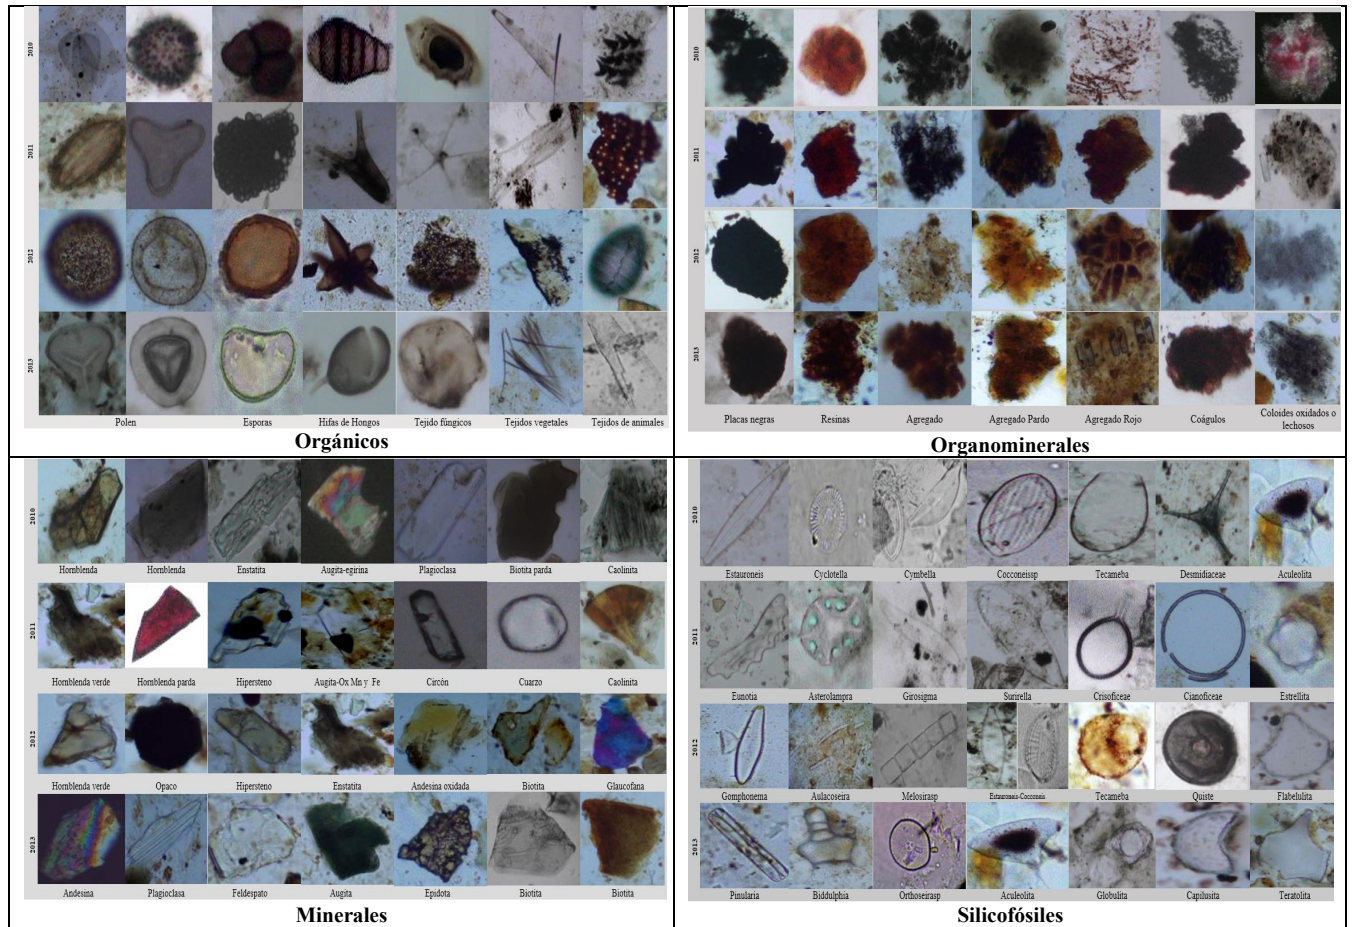 2010
2011
2012
2013
Polen Esporas Hifas de Hongos Tejido fúngicos Tejidos vegetales Tejidos de animales
Orgánicos
2010
2011
2012
2013
Placas negras Resinas Agregado Agregado Pardo Agregado Rojo Coágulos Coloides oxidados o
lechosos
Organominerales
2010
Hornblenda Hornblenda Enstatita Augita-egirina Plagioclasa Biotita parda Caolinita
2011
Hornblenda verde Hornblenda parda Hipersteno Augita-Ox Mn y Fe Circón Cuarzo Caolinita
2012
Hornblenda verde Opaco Hipersteno Enstatita Andesina oxidada Biotita Glaucofana
2013
Andesina Plagioclasa Feldespato Augita Epidota Biotita Biotita
Minerales
2010
Estauroneis Cyclotella Cymbella Cocconeissp Tecameba Desmidiaceae Aculeolita
2011
Eunotia Asterolampra Girosigma Surirella Crisoficeae Cianoficeae Estrellita
2012
Gomphonema Aulacoseira Melosirasp Estauroneis-Cocconeis Tecameba Quiste Flabelulita
2013
Pinularia Biddulphia Orthoseirasp Aculeolita Globulita Capilusita Teratolita
Silicofósiles